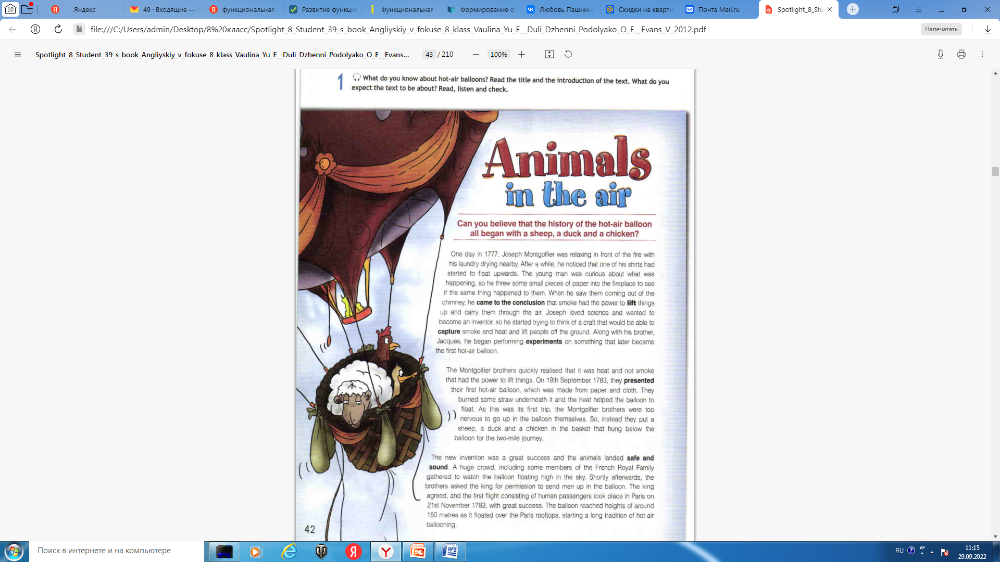 10
Яндекс
49 · Входящие —
функциональная
Развитие функцис
Функциональная
Формирование ф
Любовь Пашнина
Скидки на кварти
Почта Mail.ru
Spotlight_8_Stu
file:///C:/Users/admin/Desktop/8%20класс/Spotlight_8_Student_39_s_book_Angliyskiy_v_fokuse_8_klass_Vaulina_Yu_E__Duli_Dzhenni_Podolyako_O_E__Evans_V_2012.pdf
Напечатать
Spotlight_8_Student_39_s_book_Angliyskiy_v_fokuse_8_klass_Vaulina_Yu_E__Duli_Dzhenni_Podolyako_O_E__Evans...
43 / 210
100%
1 What do you know about hot-air balloons? Read the title and the introduction of the text. What do you
expect the text to be about? Read, listen and check.
Animals
in the air
Can you believe that the history of the hot-air balloon
all began with a sheep, a duck and a chicken?
One day in 1777, Joseph Montgolfier was relaxing in front of the fire with
his laundry drying nearby. After a while, he noticed that one of his shirts had
started to float upwards. The young man was curious about what was
happening, so he threw some small pieces of paper into the fireplace to see
if the same thing happened to them. When he saw them coming out of the
chimney, he came to the conclusion that smoke had the power to lift things
up and carry them through the air. Joseph loved science and wanted to
become an inventor, so he started trying to think of a craft that would be able to
capture smoke and heat and lift people off the ground. Along with his brother,
Jacques, he began performing experiments on something that later became
the first hot-air balloon.
The Montgolfier brothers quickly realised that it was heat and not smoke
that had the power to lift things. On 19th September 1783, they presented
their first hot-air balloon, which was made from paper and cloth. They
burned some straw underneath it and the heat helped the balloon to
float. As this was its first trip, the Montgolfier brothers were too
nervous to go up in the balloon themselves. So, instead they put a
sheep, a duck and a chicken in the basket that hung below the
balloon for the two-mile journey.
The new invention was a great success and the animals landed safe and
sound. A huge crowd, including some members of the French Royal Family
gathered to watch the balloon floating high in the sky. Shortly afterwards, the
brothers asked the king for permission to send men up in the balloon. The king
agreed, and the first flight consisting of human passengers took place in Paris on
21st November 1783, with great success. The balloon reached heights of around
150 metres as it floated over the Paris rooftops, starting a long tradition of hot-air
ballooning.
42
Поиск в интернете и на компьютере
RU
11:15
29.09.2022